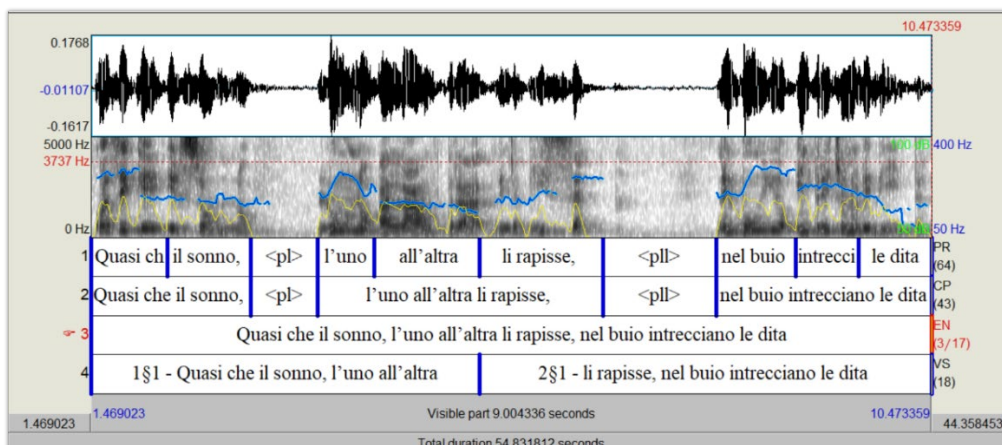 10.473359
0.1768
-0.01107
-0.1617
5000 Hz
3737 Hz
0 Hz
100 dB
400 Hz
50 Hz
1 Quasi ch il sonno, <pl> l’uno all’altra li rapisse, <pll> nel buio intrecci le dita PR (64)
2 Quasi che il sonno, <pl> l’uno all’altra li rapisse, <pll> nel buio intrecciano le dita CP (43)
☞ 3 Quasi che il sonno, l’uno all’altra li rapisse, nel buio intrecciano le dita EN (3/17)
4 1§1 - Quasi che il sonno, l’uno all’altra 2§1 - li rapisse, nel buio intrecciano le dita VS (18)
1.469023 1.469023 Visible part 9.004336 seconds 10.473359 44.358453
Total duration 54.831812 seconds